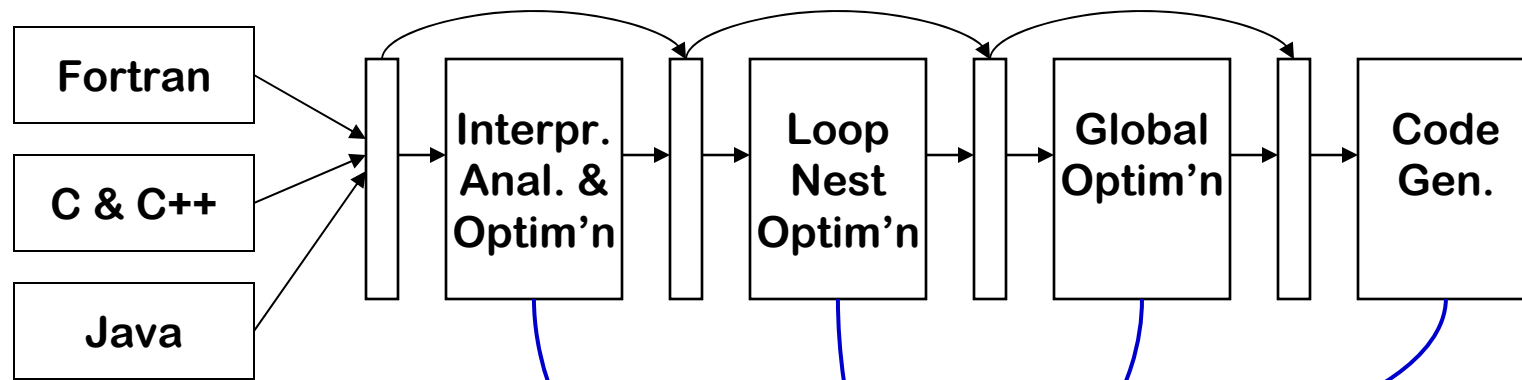 Fortran
C & C++
Java
Interpr.
Anal. &
Optim’n
Loop
Nest
Optim’n
Global
Optim’n
Code
Gen.